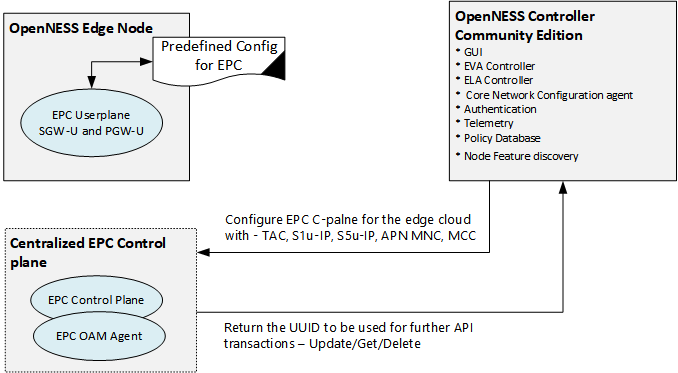 OpenNESS Edge Node
Predefined Config
for EPC
EPC Userplane
SGW-U and PGW-U
OpenNESS Controller
Community Edition
* GUI
* EVA Controller
* ELA Controller
* Core Network Configuration agent
* Authentication
* Telemetry
* Policy Database
* Node Feature discovery
Configure EPC C-palne for the edge cloud
with - TAC, S1u-IP, S5u-IP, APN MNC, MCC
Centralized EPC Control
plane
EPC Control Plane
EPC OAM Agent
Return the UUID to be used for further API
transactions – Update/Get/Delete